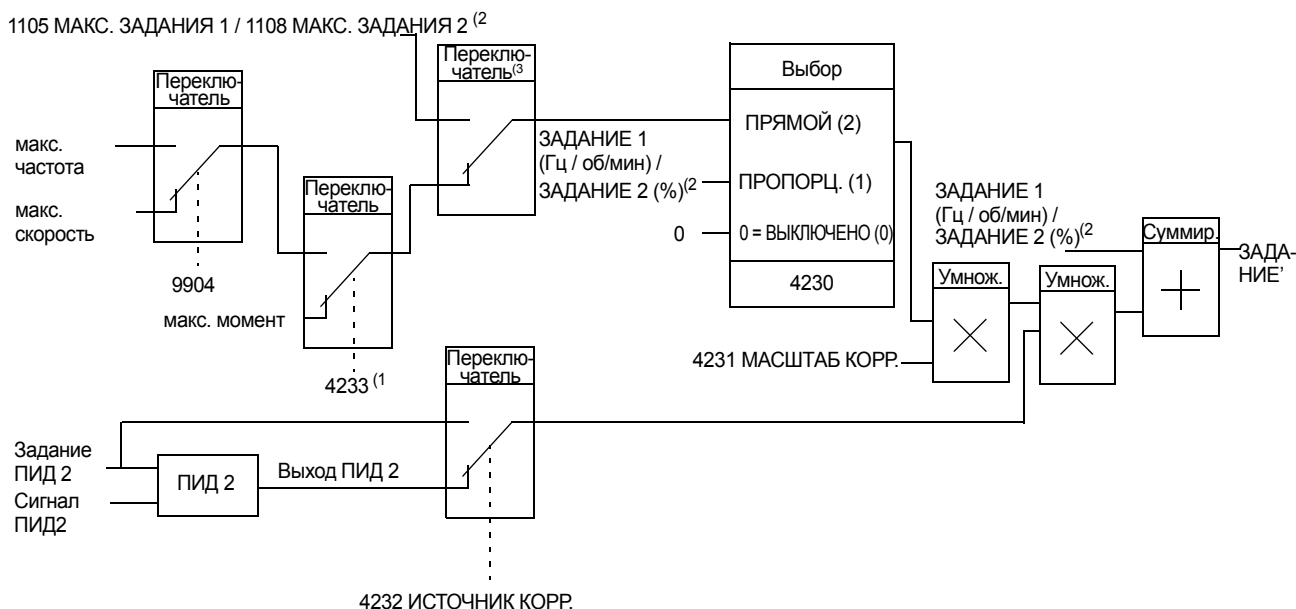 1105 МАКС. ЗАДАНИЯ 1 / 1108 МАКС. ЗАДАНИЯ 2 (2
Переклю-
чатель(3
Выбор
Переклю-
чатель
ПРЯМОЙ (2)
ЗАДАНИЕ 1
(Гц / об/мин) /
ЗАДАНИЕ 2 (%)(2
макс.
частота
Переклю-
чатель
ПРОПОРЦ. (1)
ЗАДАНИЕ 1
(Гц / об/мин) /
ЗАДАНИЕ 2 (%)(2
макс.
скорость
0
0 = ВЫКЛЮЧЕНО (0)
Суммир.
ЗАДА-
НИЕ'
9904
4230
Умнож.
Умнож.
макс. момент
Переклю-
чатель
4231 МАСШТАБ КОРР.
4233 (1
Задание
ПИД 2
Выход ПИД 2
ПИД 2
Сигнал
ПИД2
4232 ИСТОЧНИК КОРР.